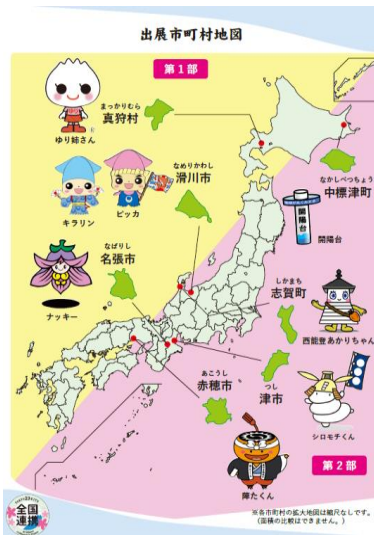 出展市町村地図
第1部
まっかりむら
真狩村
ゆり姉さん
なめりかわし
滑川市
キラリン
ピッカ
なかしべつちょう
中標津町
開陽台
開陽台
なばりし
名張市
ナッキー
しかまち
志賀町
西能登あかりちゃん
あこうし
赤穂市
つし
津市
シロモチくん
陣たくん
第2部
※各市町村の拡大地図は縮尺なしです。
(面積の比較はできません。)
全国
連携